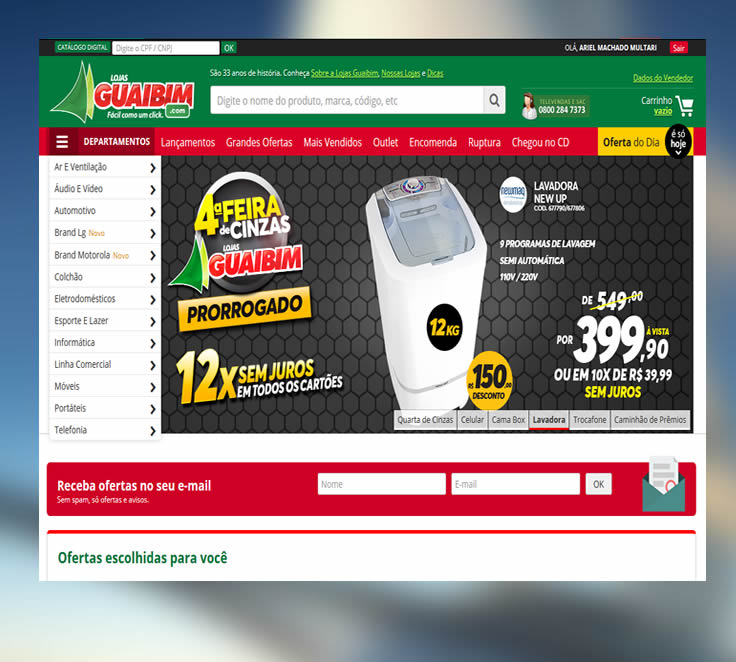 CATÁLOGO DIGITAL Digite o CPF / CNPJ OK OLÁ, ARIEL MACHADO MULTARI Sair
LOJAS
GUAIBIM
.com
Fácil como um click.
São 33 anos de história. Conheça Sobre a Lojas Guaibim, Nossas Lojas e Dicas
Dados do Vendedor
Digite o nome do produto, marca, código, etc
TELEVENDAS E SAC
0800 284 7373
Carrinho
vazio
DEPARTAMENTOS Lançamentos Grandes Ofertas Mais Vendidos Outlet Encomenda Ruptura Chegou no CD Oferta do Dia
é só
hoje
Ar E Ventilação
Áudio E Vídeo
Automotivo
Brand Lg Novo
Brand Motorola Novo
Colchão
Eletrodomésticos
Esporte E Lazer
Informática
Linha Comercial
Móveis
Portáteis
Telefonia
4ª FEIRA
de CINZAS
LOJAS
GUAIBIM
PRORROGADO
12X SEM JUROS
EM TODOS OS CARTÕES
12KG
newmaq
LAVADORA
NEW UP
COD. 677790/677806
9 PROGRAMAS DE LAVAGEM
SEMI AUTOMÁTICA
110V / 220V
DE 549,00
POR 399,90
À VISTA
OU EM 10X DE R$ 39,99
SEM JUROS
R$ 150,00
DESCONTO
Quarta de Cinzas Celular Cama Box Lavadora Trocafone Caminhão de Prêmios
Receba ofertas no seu e-mail
Sem spam, só ofertas e avisos.
Nome E-mail OK
Ofertas escolhidas para você